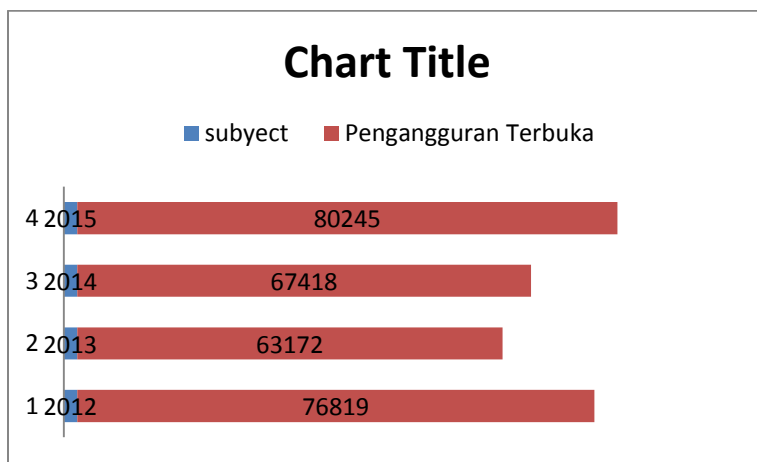 Chart Title
subyect Pengangguran Terbuka
4 2015 80245
3 2014 67418
2 2013 63172
1 2012 76819